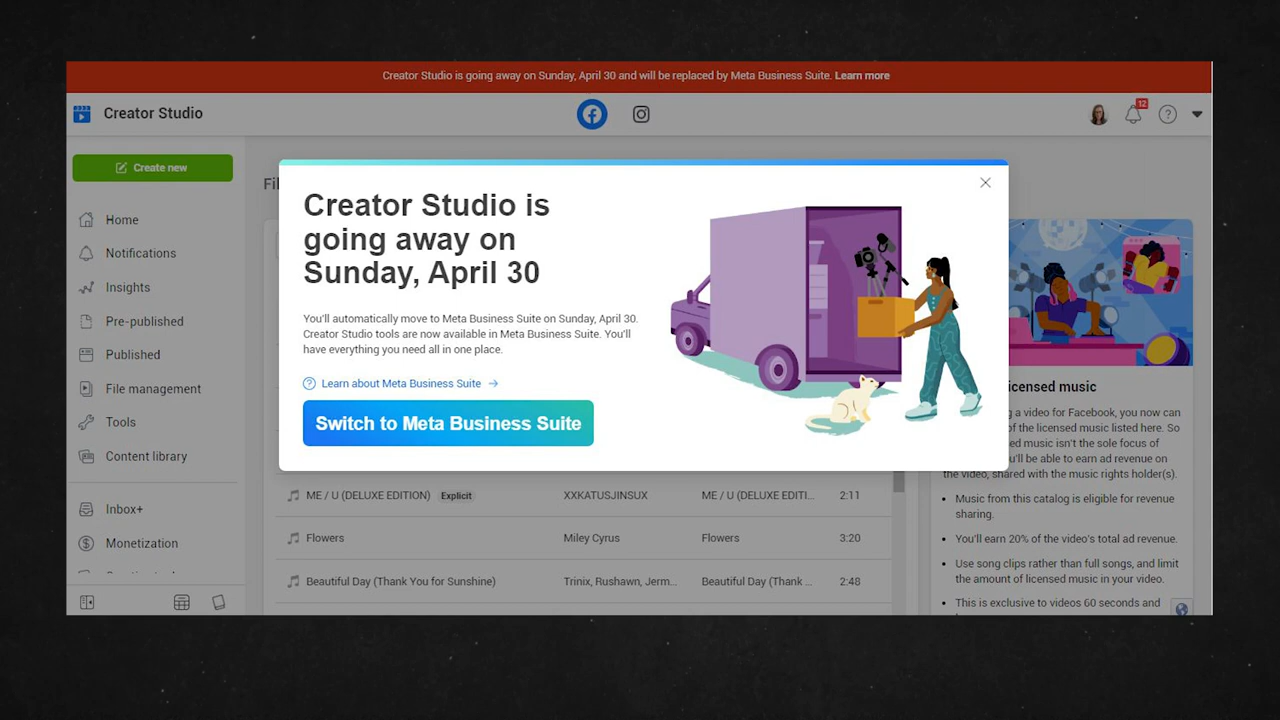 Creator Studio is going away on Sunday, April 30 and will be replaced by Meta Business Suite. Learn more
Creator Studio
12
Create new
Home
Notifications
Insights
Pre-published
Published
File management
Tools
Content library
Inbox+
Monetization
Creator Studio is
going away on
Sunday, April 30
You'll automatically move to Meta Business Suite on Sunday, April 30.
Creator Studio tools are now available in Meta Business Suite. You'll
have everything you need all in one place.
Learn about Meta Business Suite
Switch to Meta Business Suite
ME / U (DELUXE EDITION) Explicit XXKATUSJINSUX ME / U (DELUXE EDITI... 2:11
Flowers Miley Cyrus Flowers 3:20
Beautiful Day (Thank You for Sunshine) Trinix, Rushawn, Jerm... Beautiful Day (Thank ... 2:48
licensed music
a video for Facebook, you now can
of the licensed music listed here. So
music isn't the sole focus of
you'll be able to earn ad revenue on
the video, shared with the music rights holder(s).
• Music from this catalog is eligible for revenue
sharing.
• You'll earn 20% of the video's total ad revenue.
• Use song clips rather than full songs, and limit
the amount of licensed music in your video.
• This is exclusive to videos 60 seconds and